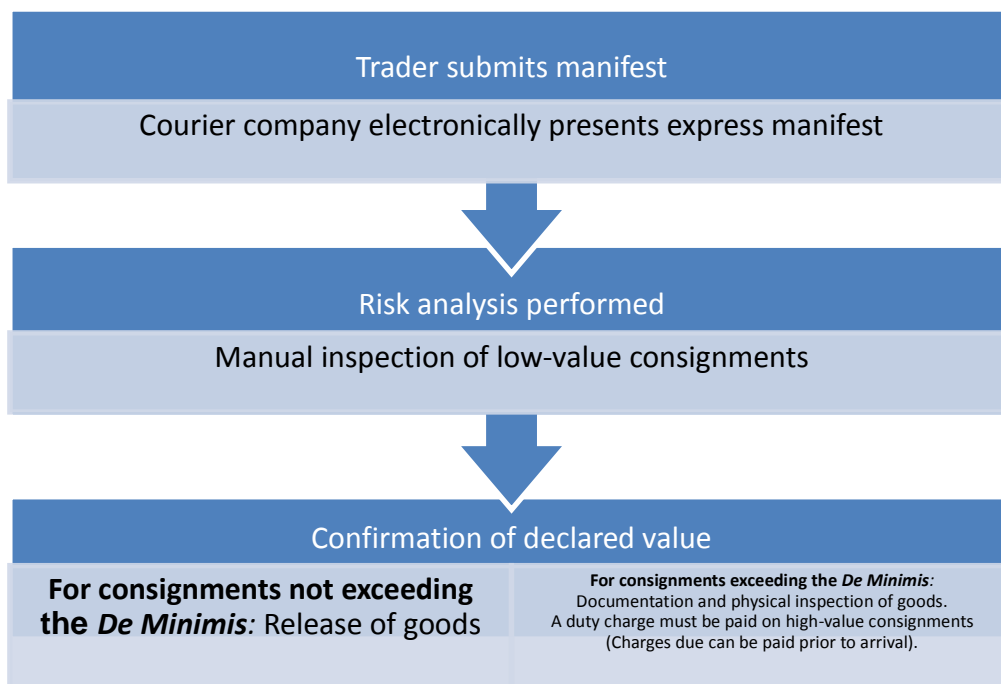 Trader submits manifest
Courier company electronically presents express manifest
Risk analysis performed
Manual inspection of low-value consignments
Confirmation of declared value
For consignments not exceeding
the De Minimis: Release of goods
For consignments exceeding the De Minimis:
Documentation and physical inspection of goods.
A duty charge must be paid on high-value consignments
(Charges due can be paid prior to arrival).